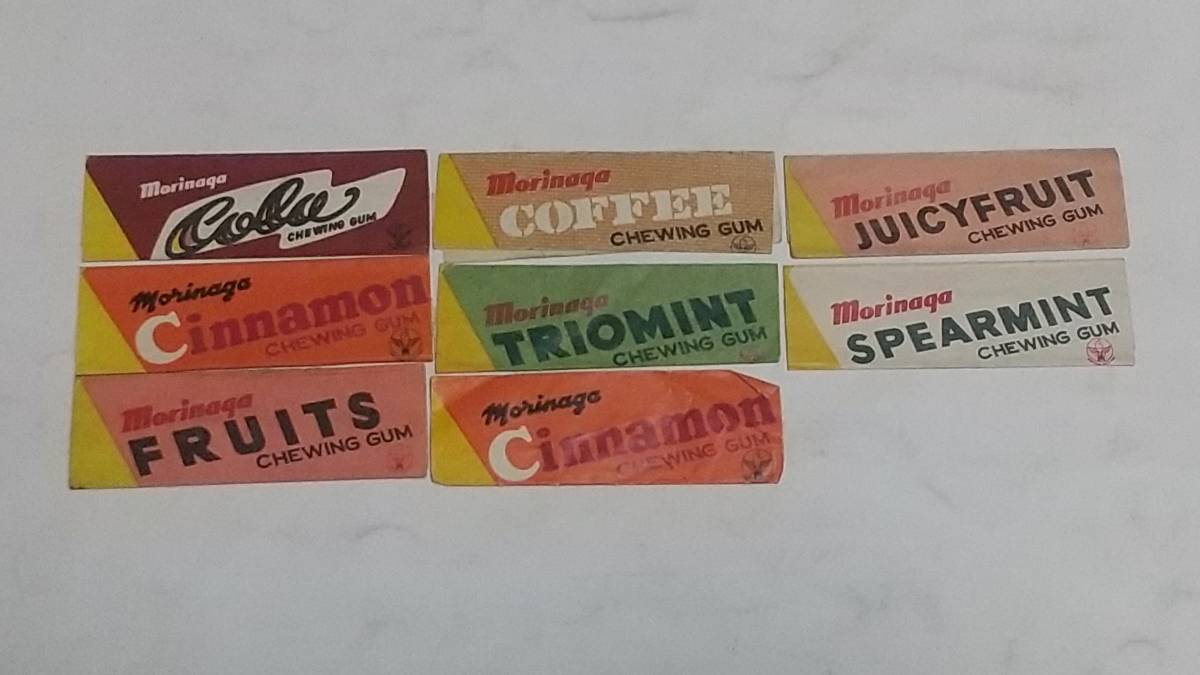 Morinaga
Cola
CHEWING GUM
Morinaga
COFFEE
CHEWING GUM
Morinaga
JUICYFRUIT
CHEWING GUM
Morinaga
Cinnamon
CHEWING GUM
Morinaga
TRIOMINT
CHEWING GUM
Morinaga
SPEARMINT
CHEWING GUM
Morinaga
FRUITS
CHEWING GUM
Morinaga
Cinnamon
CHEWING GUM